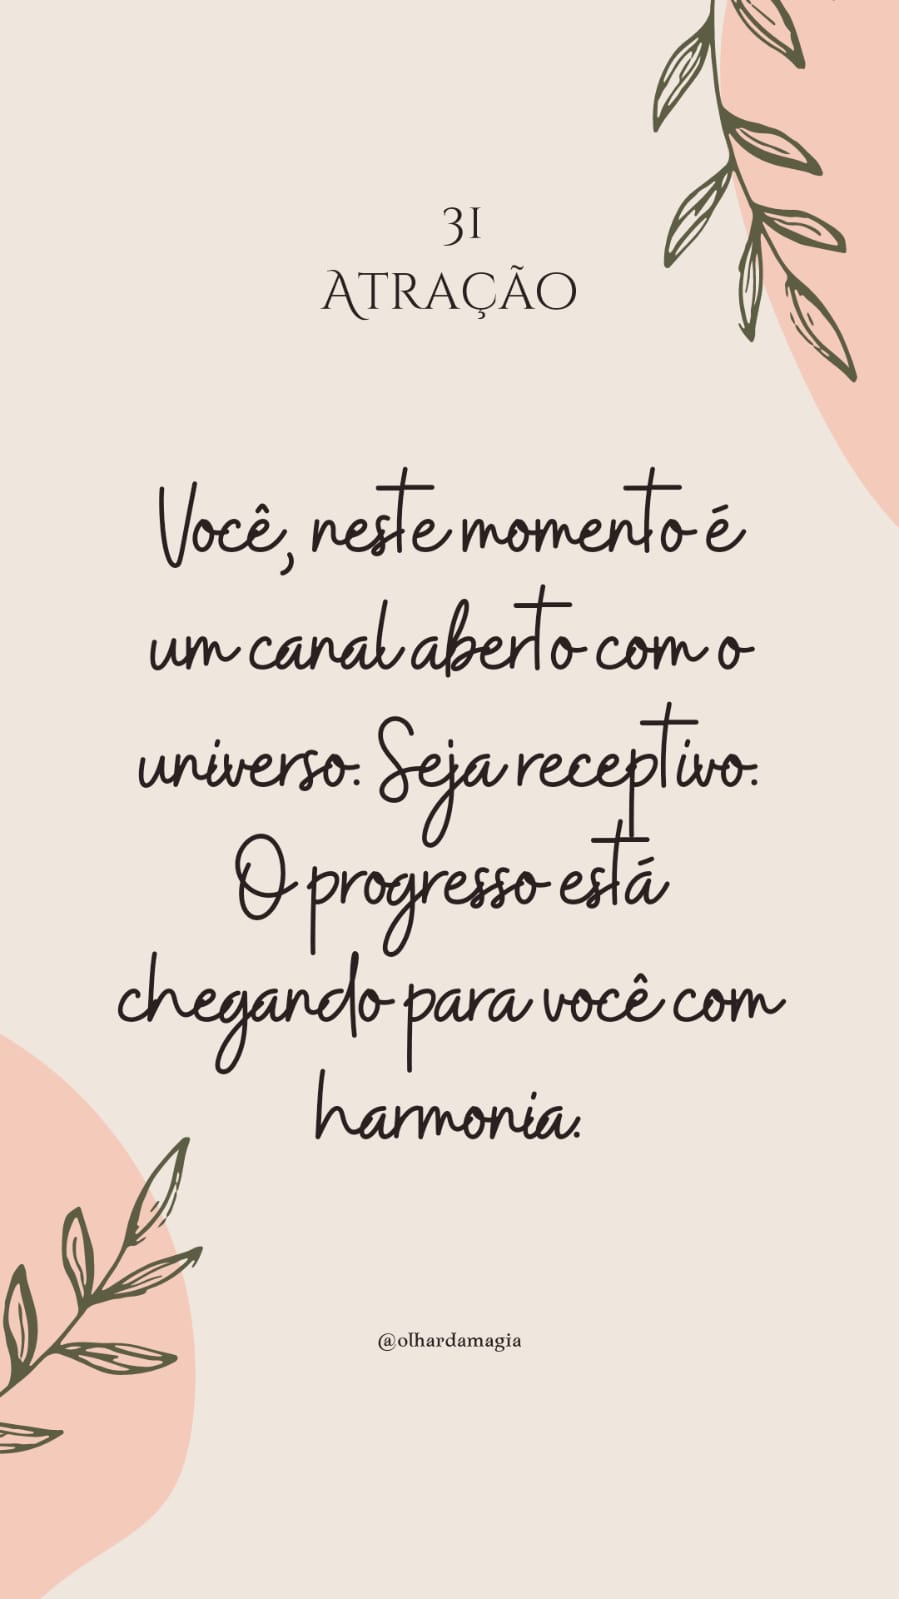 31
Atração
Você, neste momento é
um canal aberto com o
universo. Seja receptivo.
O progresso está
chegando para você com
harmonia.
@olhardamagia